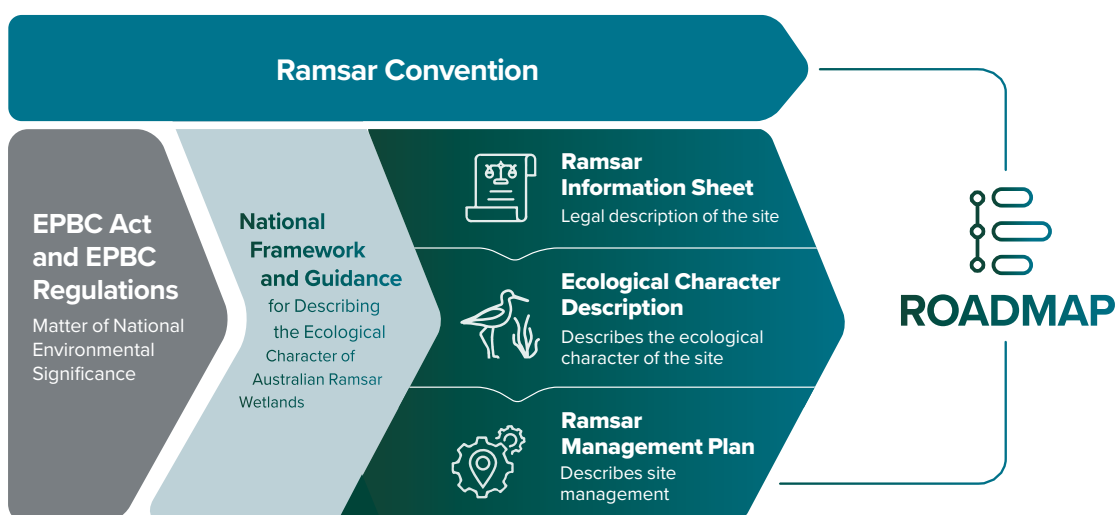 Ramsar Convention
EPBC Act
and EPBC
Regulations
Matter of National
Environmental
Significance
National
Framework
and Guidance
for Describing
the Ecological
Character of
Australian Ramsar
Wetlands
Ramsar
Information Sheet
Legal description of the site
Ecological Character
Description
Describes the ecological
character of the site
Ramsar
Management Plan
Describes site
management
ROADMAP